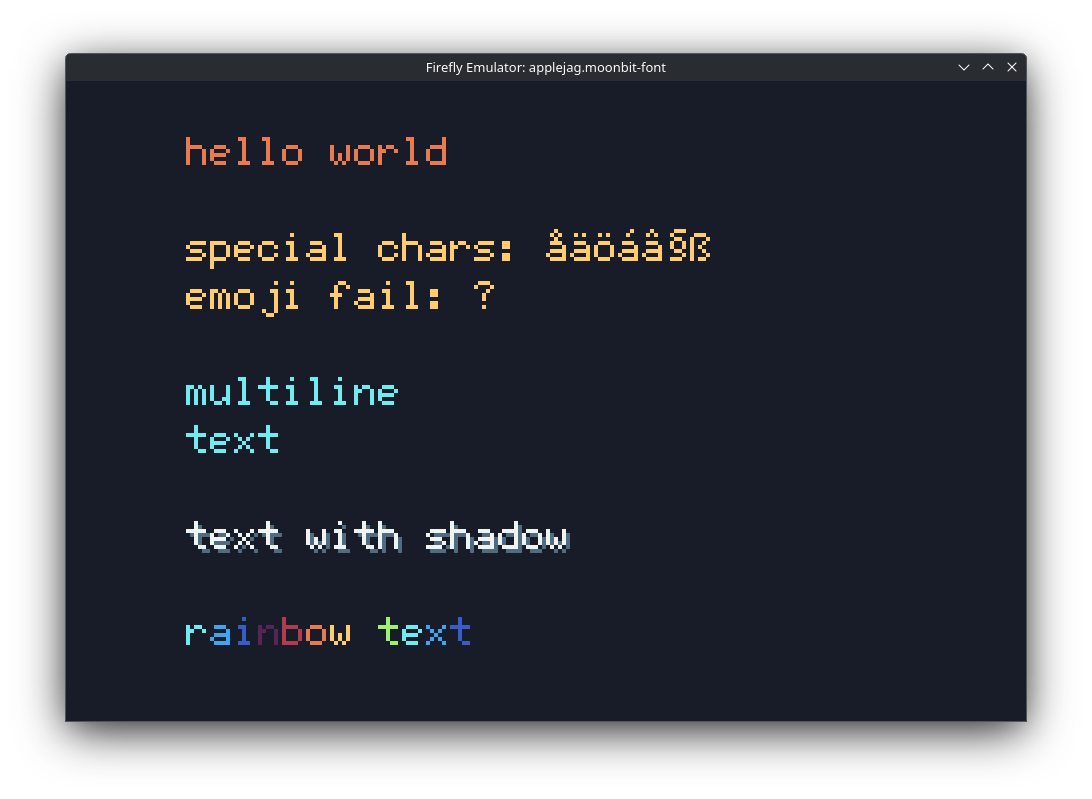 Firefly Emulator: applejag.moonbit-font
hello world
special chars: åäöáâ§ß
emoji fail: ?
multiline
text
text with shadow
rainbow text